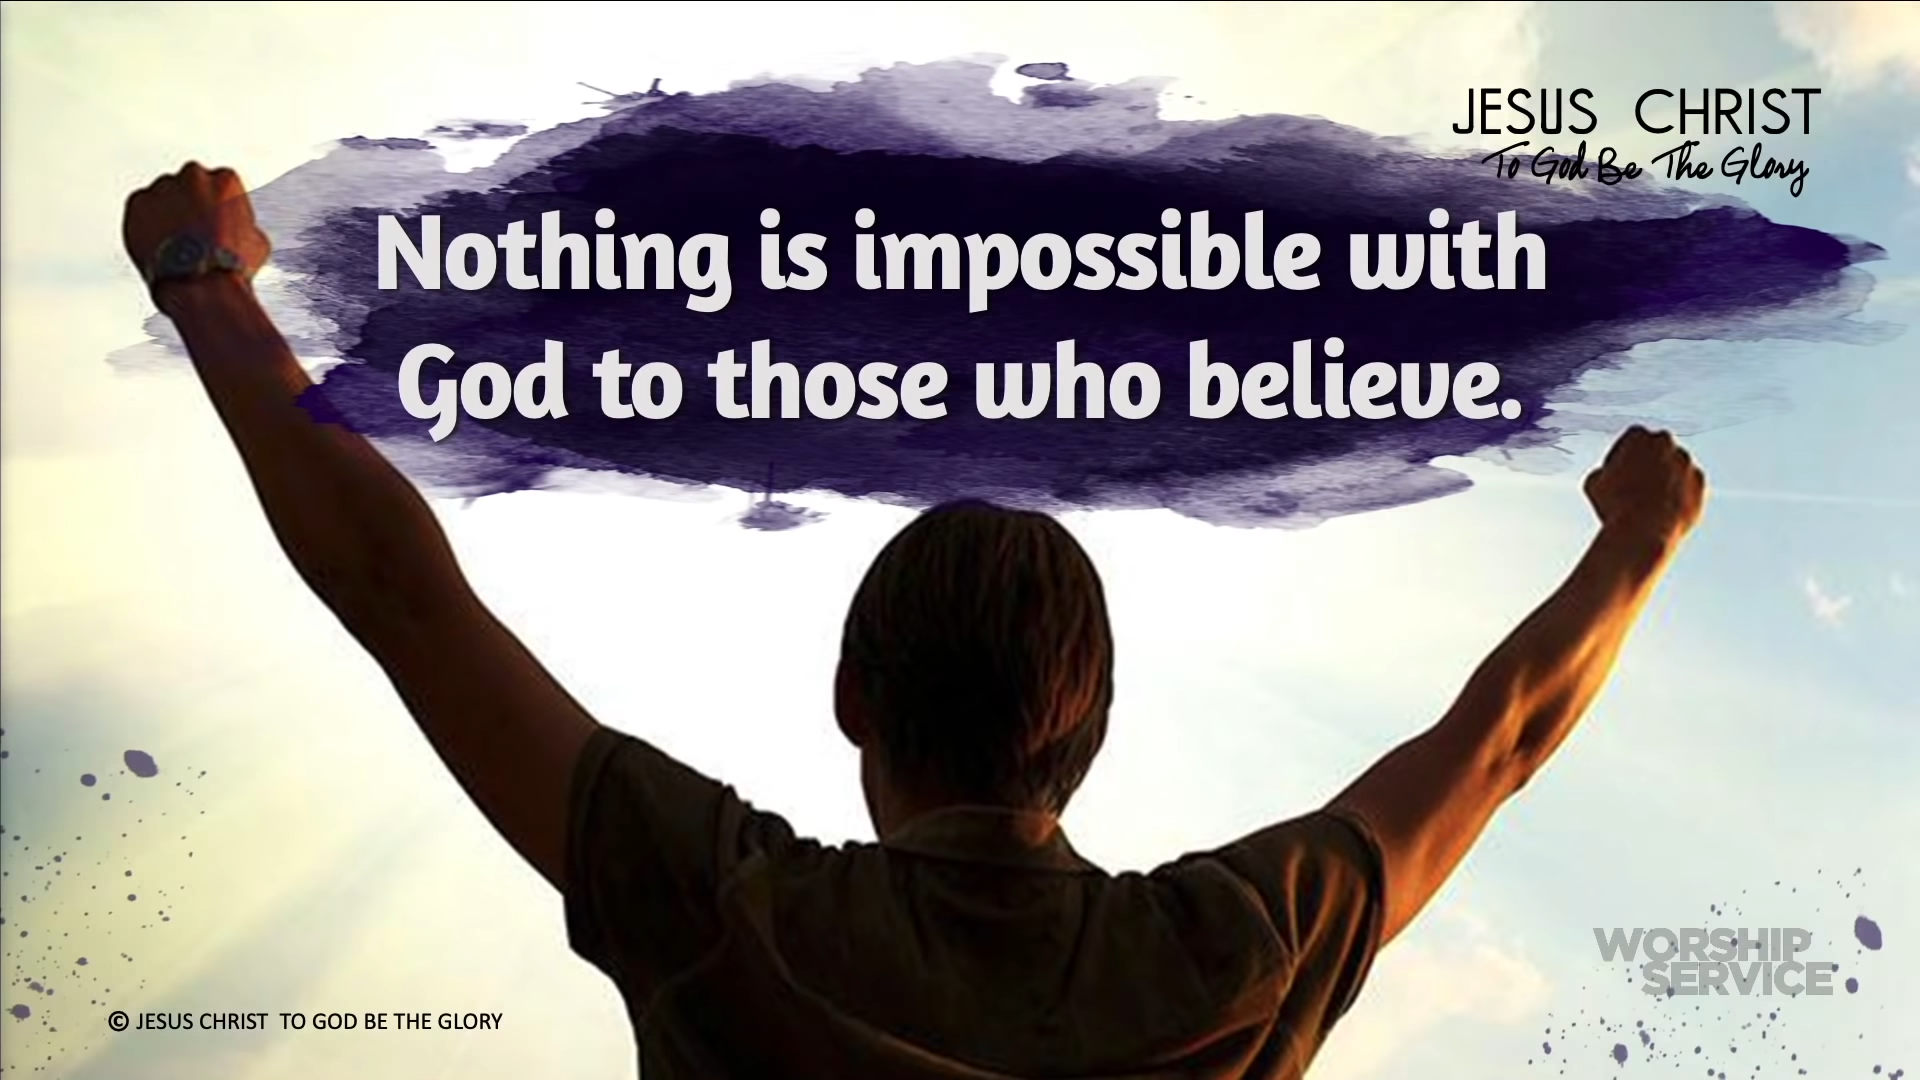 JESUS CHRIST
To God Be The Glory
Nothing is impossible with
God to those who believe.
WORSHIP
SERVICE
© JESUS CHRIST TO GOD BE THE GLORY